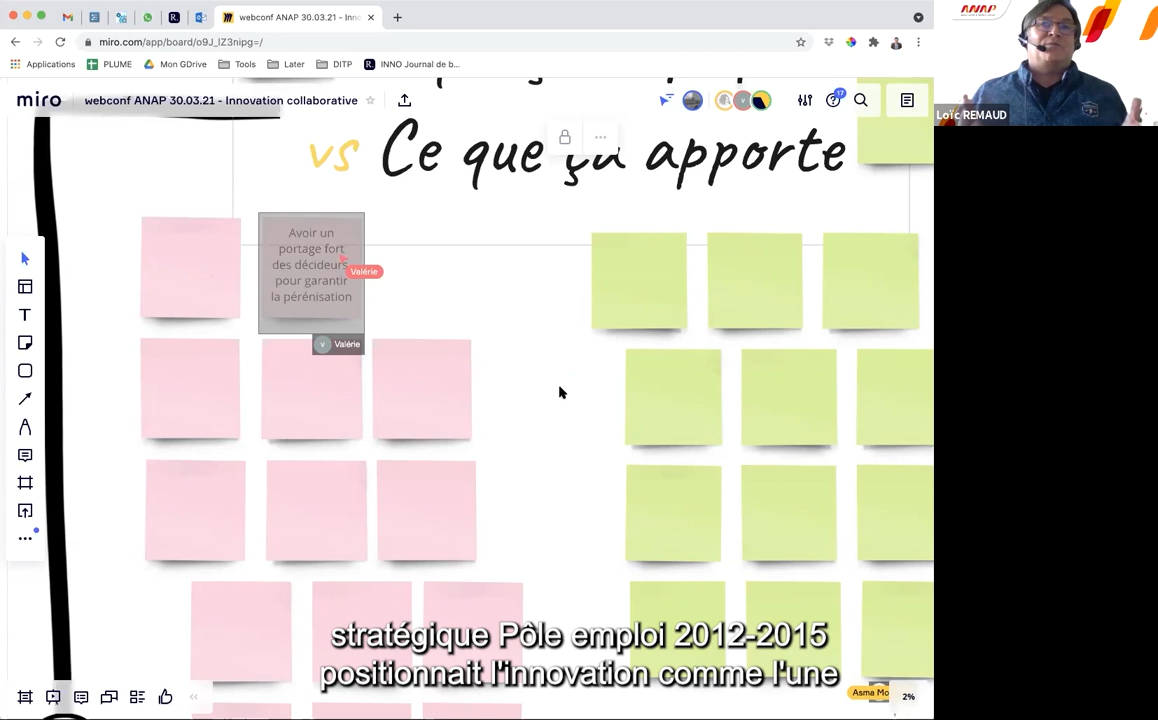 webconf ANAP 30.03.21 - Inno
miro.com/app/board/o9J_lZ3nipg=/
Applications
PLUME
Mon GDrive
Tools
Later
DITP
INNO Journal de b...
miro
webconf ANAP 30.03.21 - Innovation collaborative
17
ANAP
Loïc REMAUD
vs Ce que ça apporte
Avoir un
portage fort
des décideurs
pour garantir
la pérénisation
Valérie
v Valérie
stratégique Pôle emploi 2012-2015
positionnait l'innovation comme l'une
Asma Mo
2%